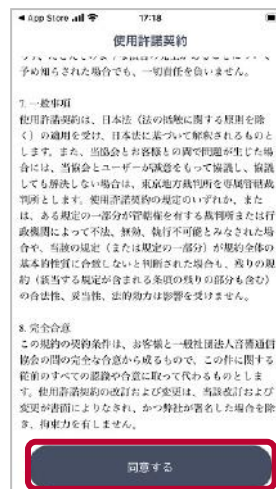 ◀ App Store
17:18
使用許諾契約
予め知らされた場合でも、一切責任を負いません。
7. 一般事項
使用許諾契約は、日本法（法の抵触に関する原則を除
く）の適用を受け、日本法に基づいて解釈されるものと
します。また、当協会とお客様との間で問題が生じた場
合には、当協会とユーザーが誠意をもって協議し、協議
しても解決しない場合は、東京地方裁判所を専属管轄裁
判所とします。使用許諾契約の規定のいずれか、また
は、ある規定の一部分が管轄権を有する裁判所または行
政機関によって不法、無効、執行不可能とみなされた場
合や、当該の規定（または規定の一部分）が規約全体の
基本的性質に合致しないと判断された場合も、残りの規
約（該当する規定が含まれる条項の残りの部分も含む）
の合法性、妥当性、法的効力は影響を受けません。
8. 完全合意
この規約の契約条件は、お客様と一般社団法人音薄通信
協会の間の完全な合意から成るもので、この件に関する
従前のすべての認識や合意に取って代わるものとしま
す。使用許諾契約の改訂および変更は、当該改訂および
変更が書面によりなされ、かつ弊社が署名した場合を除
き、拘束力を有しません。
同意する